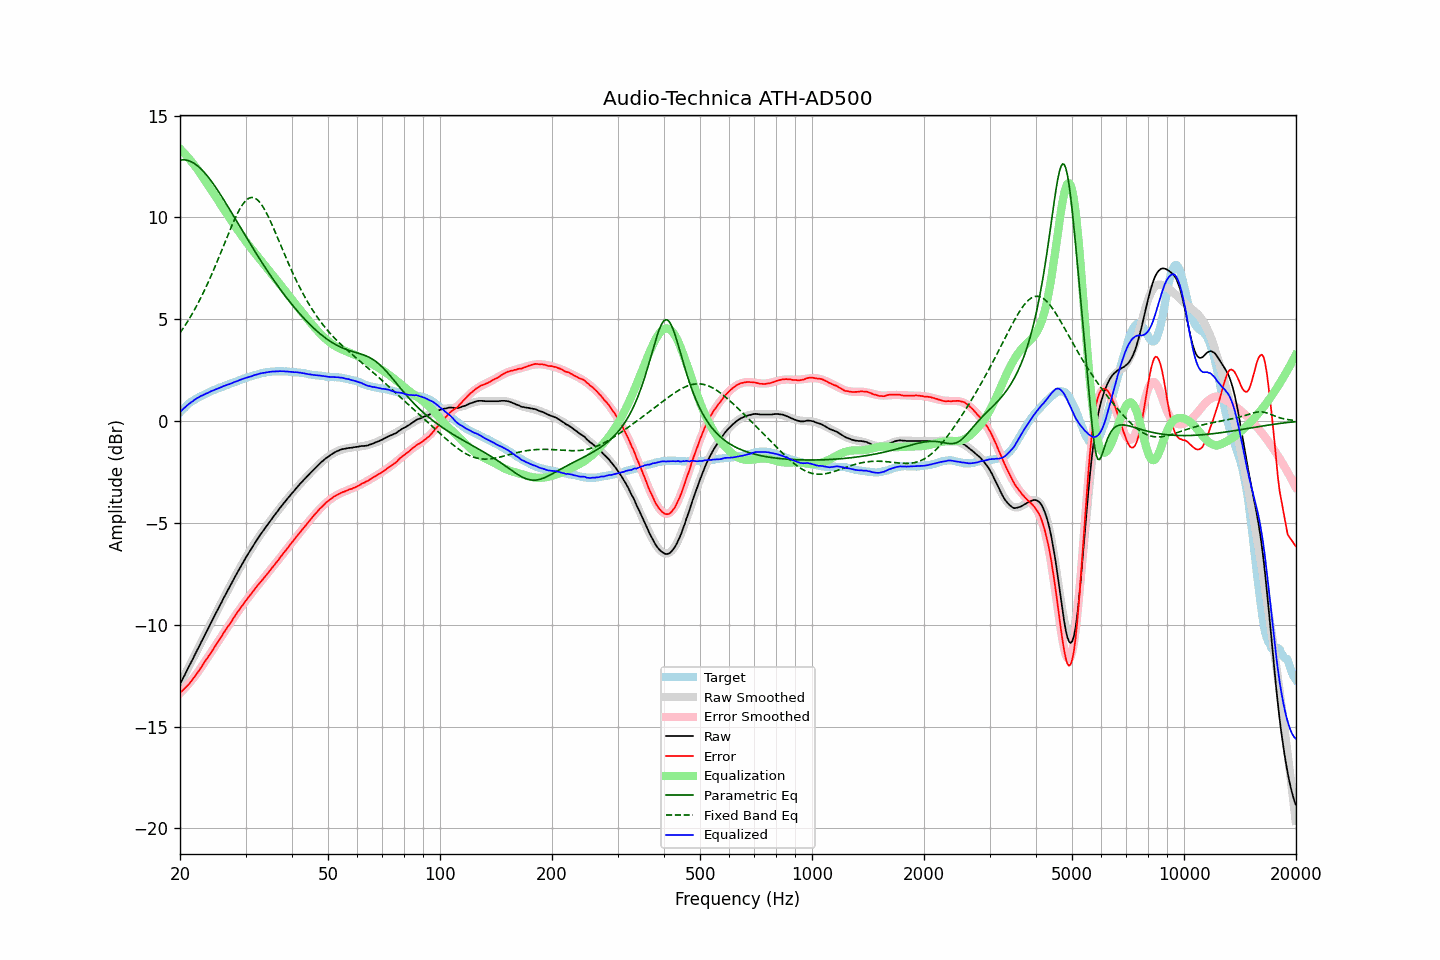 Audio-Technica ATH-AD500
15
10
5
0
−5
−10
−15
−20
Amplitude (dBr)
Target
Raw Smoothed
Error Smoothed
Raw
Error
Equalization
Parametric Eq
Fixed Band Eq
Equalized
20
50
100
200
500
1000
2000
5000
10000
20000
Frequency (Hz)